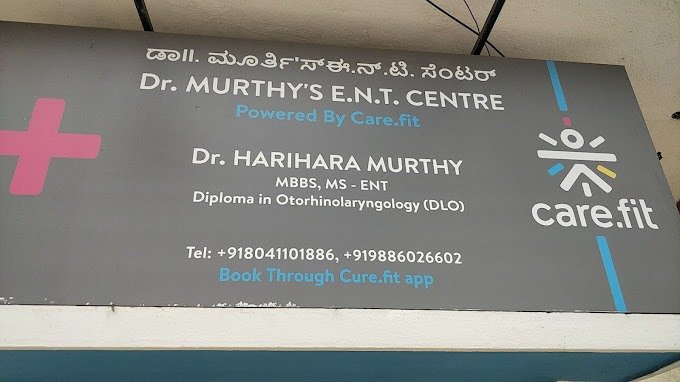 ಡಾ||. ಮೂರ್ತಿ'ಸ್‌ಈ.ನ್.ಟಿ. ಸೆಂಟರ್
Dr. MURTHY'S E.N.T. CENTRE
Powered By Care.fit
Dr. HARIHARA MURTHY
MBBS, MS - ENT
Diploma in Otorhinolaryngology (DLO)
care.fit
Tel: +918041101886, +919886026602
Book Through Cure.fit app